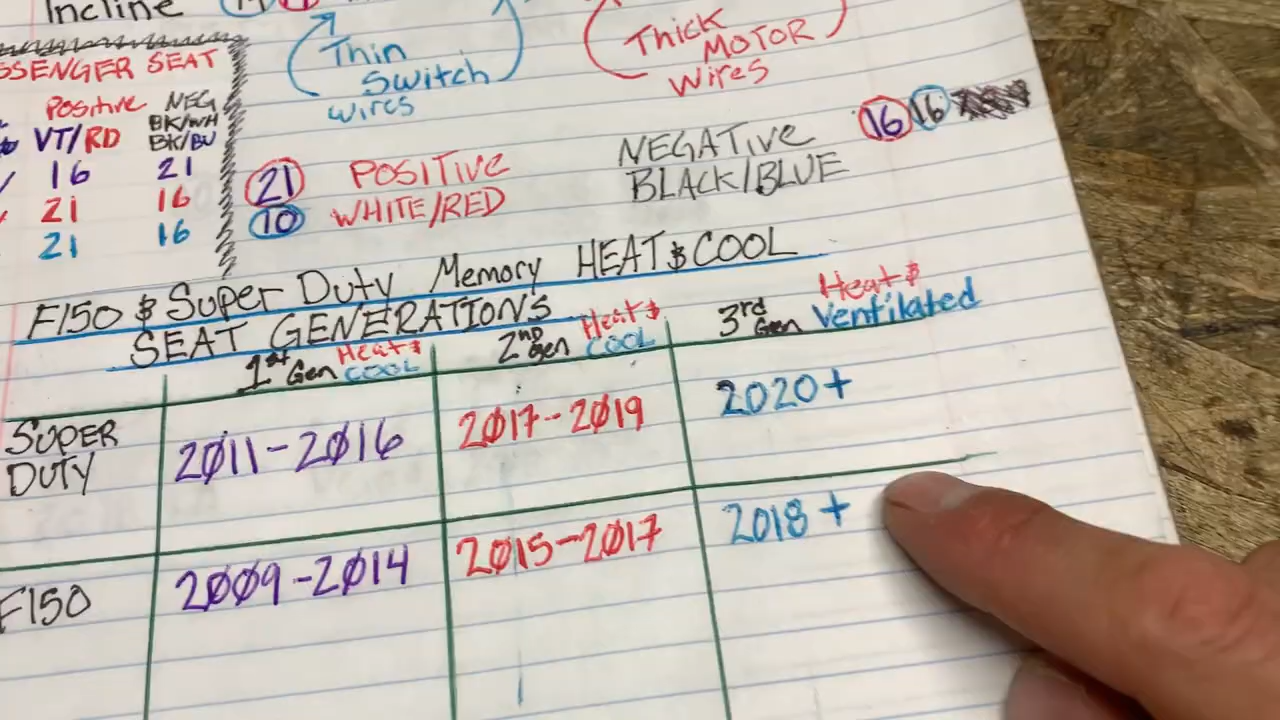 Incline
Thin
Switch
wires
Thick
MOTOR
wires
SSENGER SEAT
Positive NEG
VT/RD BK/WH
BK/BU
16 21
21 16
21 16
21 POSITIVE
10 WHITE/RED
NEGATIVE 16 16
BLACK/BLUE
F150 & Super Duty Memory HEAT & COOL
SEAT GENERATIONS
1st Gen Heat & COOL
2nd Gen Heat & COOL
3rd Gen Heat & Ventilated
SUPER DUTY 2011-2016 2017-2019 2020+
F150 2009-2014 2015-2017 2018+